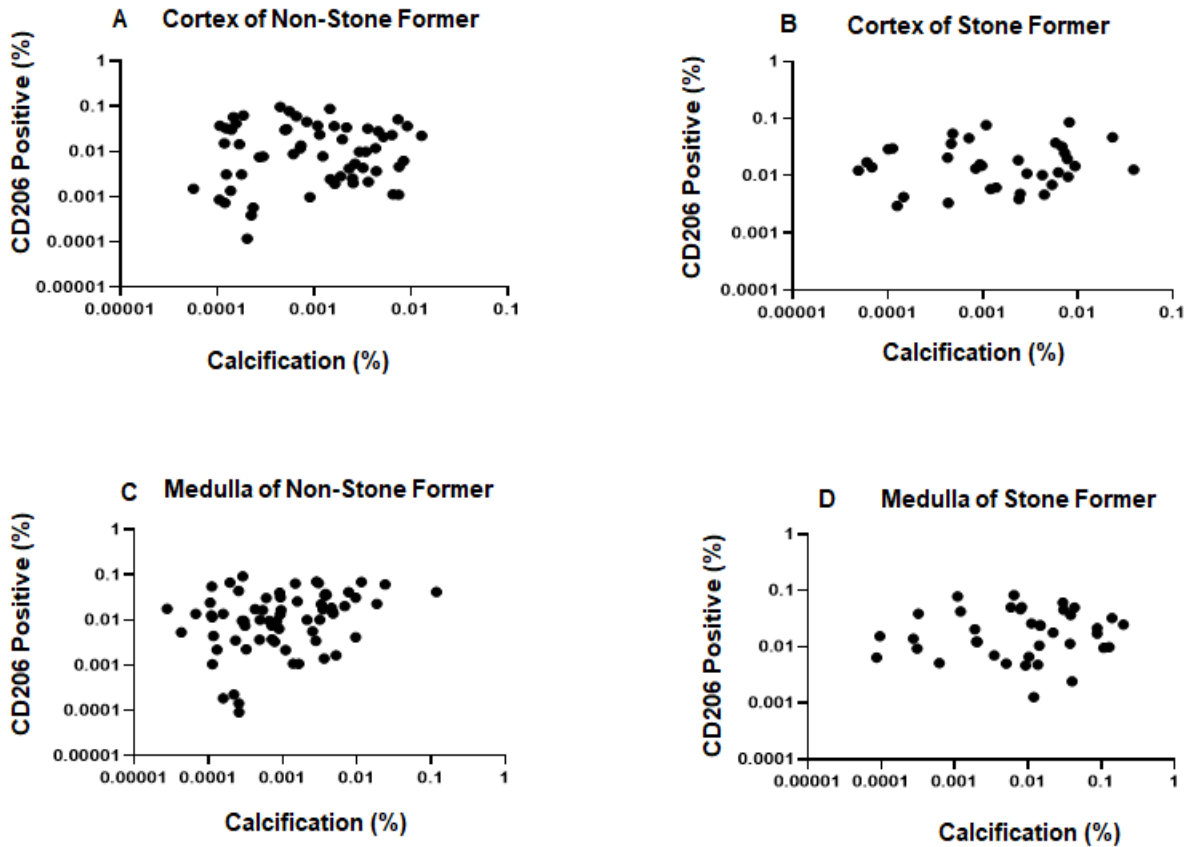 A Cortex of Non-Stone Former
CD206 Positive (%)
1
0.1
0.01
0.001
0.0001
0.00001
0.00001 0.0001 0.001 0.01 0.1
Calcification (%)
B Cortex of Stone Former
CD206 Positive (%)
1
0.1
0.01
0.001
0.0001
0.00001 0.0001 0.001 0.01 0.1
Calcification (%)
C Medulla of Non-Stone Former
CD206 Positive (%)
1
0.1
0.01
0.001
0.0001
0.00001
0.00001 0.0001 0.001 0.01 0.1 1
Calcification (%)
D Medulla of Stone Former
CD206 Positive (%)
1
0.1
0.01
0.001
0.0001
0.00001 0.0001 0.001 0.01 0.1 1
Calcification (%)